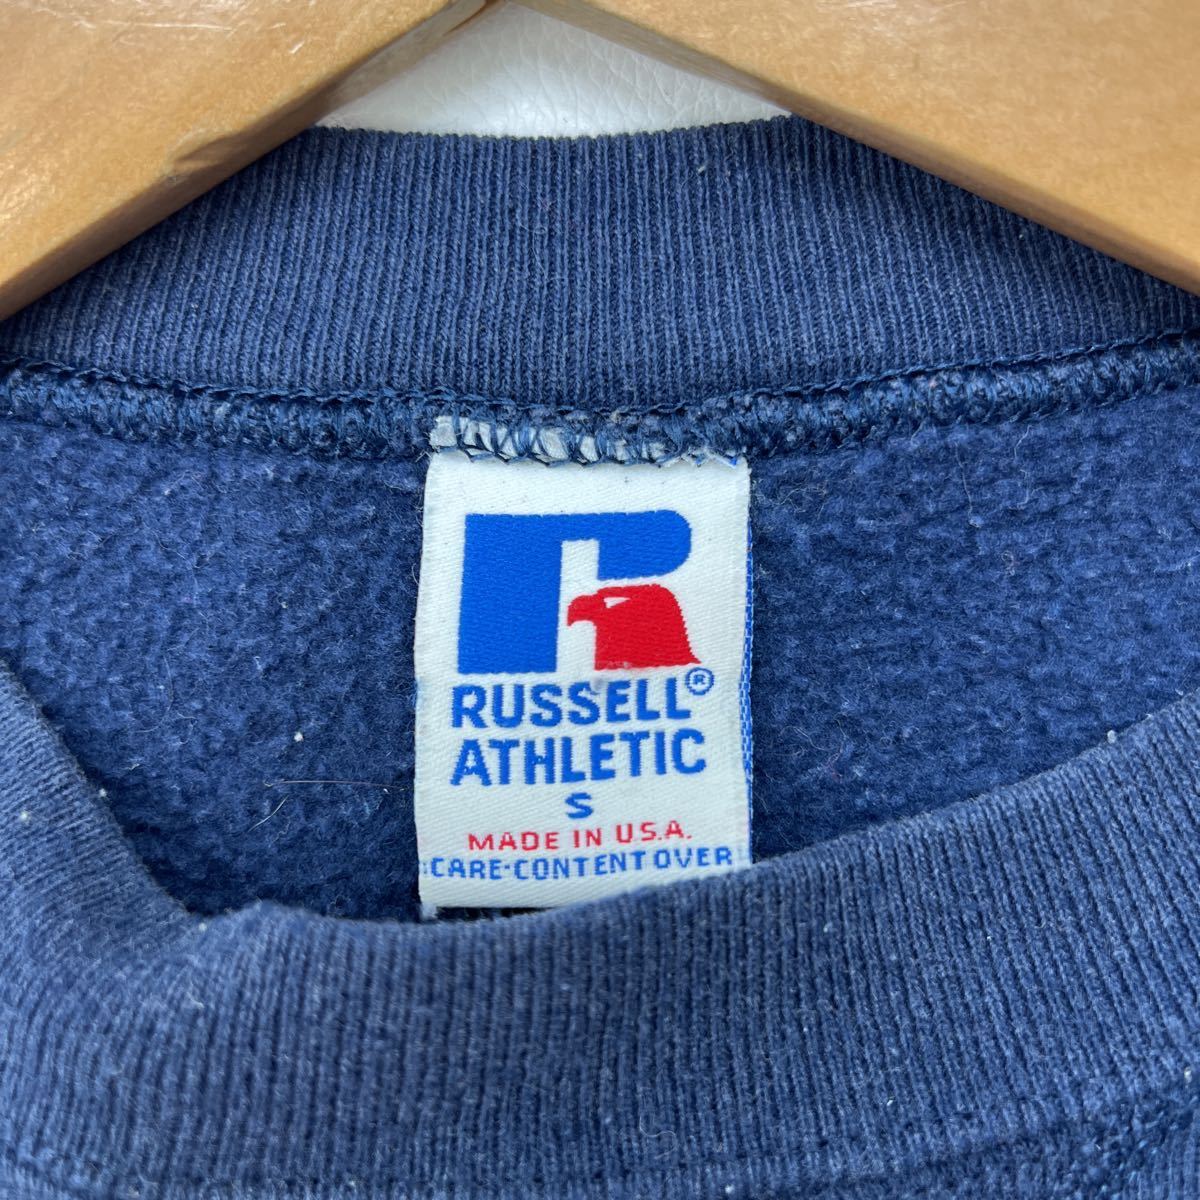 RUSSELL®
ATHLETIC
S
MADE IN U.S.A.
CARE-CONTENT OVER